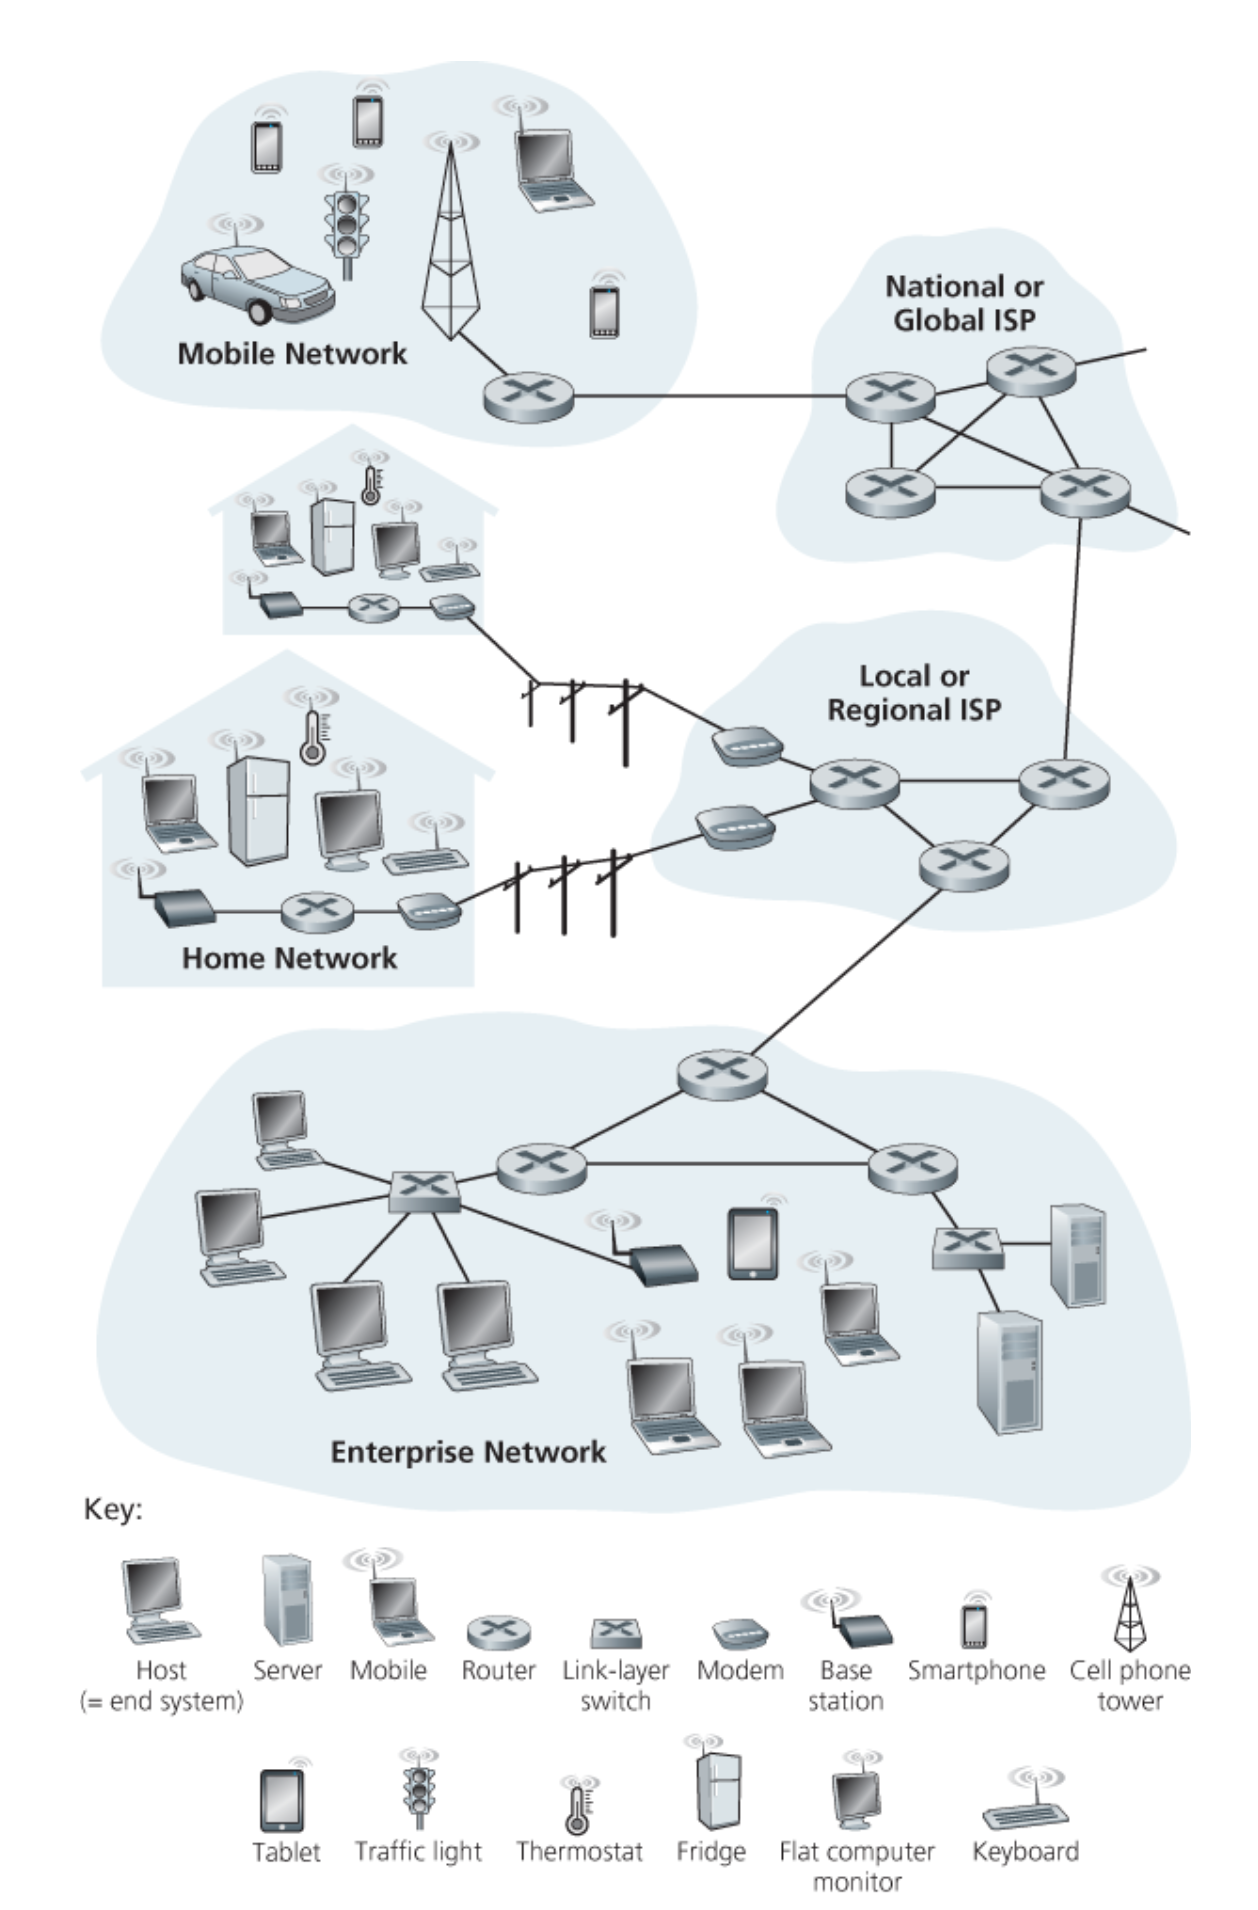 National or
Global ISP
Mobile Network
Local or
Regional ISP
Home Network
Enterprise Network
Key:
Host
(= end system)
Server
Mobile
Router
Link-layer
switch
Modem
Base
station
Smartphone
Cell phone
tower
Tablet
Traffic light
Thermostat
Fridge
Flat computer
monitor
Keyboard